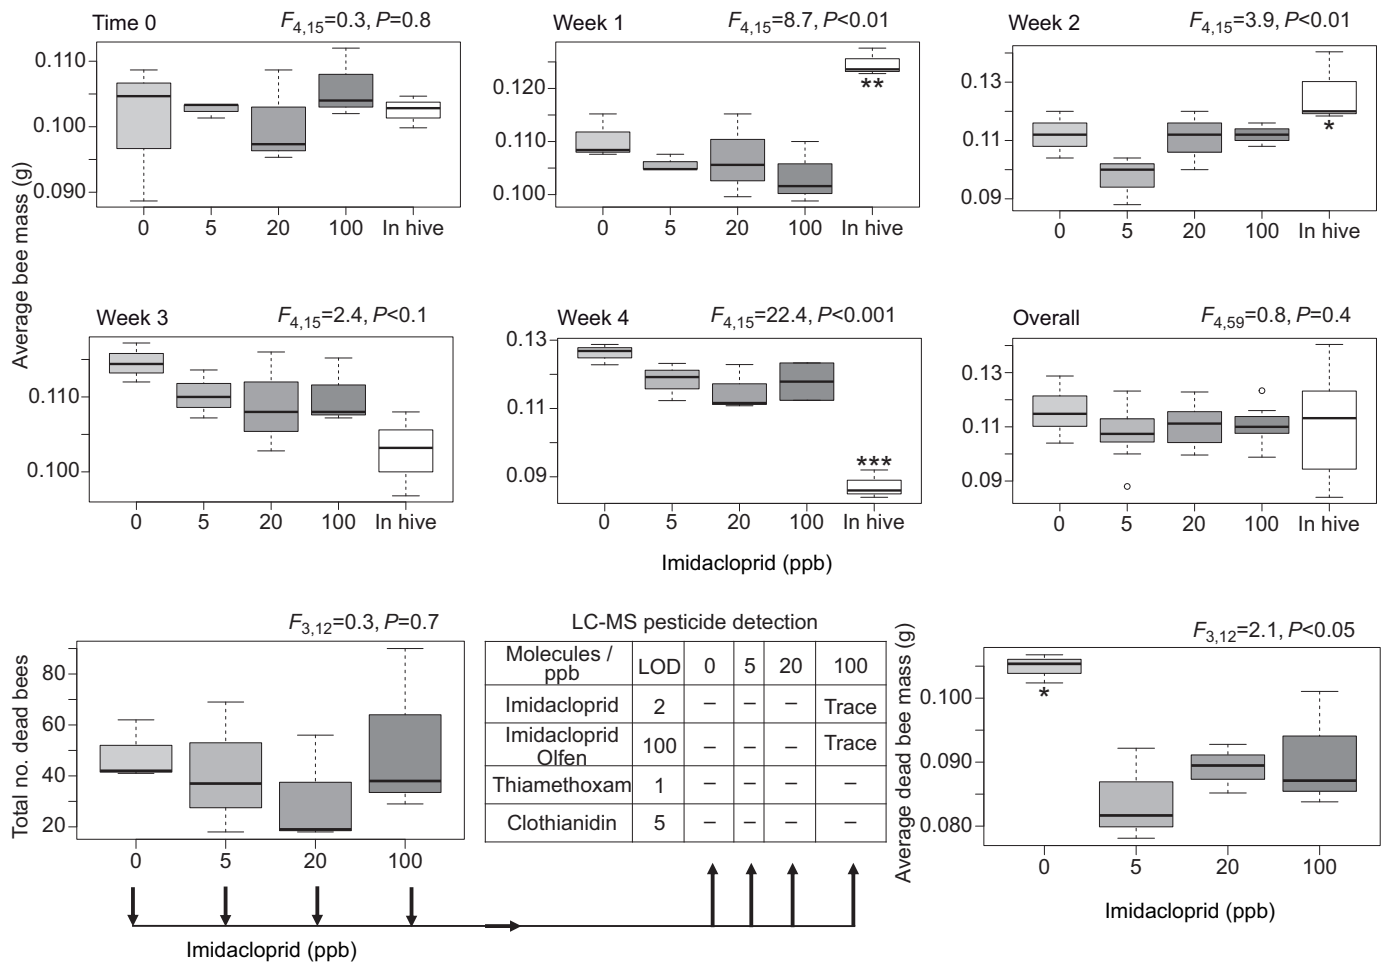 Time 0
F4,15=0.3, P=0.8
Week 1
F4,15=8.7, P<0.01
Week 2
F4,15=3.9, P<0.01
Average bee mass (g)
0.110
0.100
0.090
0 5 20 100 In hive
0.120
0.110
0.100
**
0 5 20 100 In hive
0.13
0.11
0.09
*
0 5 20 100 In hive
Week 3
F4,15=2.4, P<0.1
Week 4
F4,15=22.4, P<0.001
Overall
F4,59=0.8, P=0.4
0.110
0.100
0 5 20 100 In hive
0.13
0.11
0.09
***
0 5 20 100 In hive
0.13
0.11
0.09
0 5 20 100 In hive
Imidacloprid (ppb)
F3,12=0.3, P=0.7
Total no. dead bees
80
60
40
20
0 5 20 100
Imidacloprid (ppb)
LC-MS pesticide detection
Molecules / ppb LOD 0 5 20 100
Imidacloprid 2 – – – Trace
Imidacloprid Olfen 100 – – – Trace
Thiamethoxam 1 – – – –
Clothianidin 5 – – – –
F3,12=2.1, P<0.05
Average dead bee mass (g)
0.100
0.090
0.080
*
0 5 20 100
Imidacloprid (ppb)